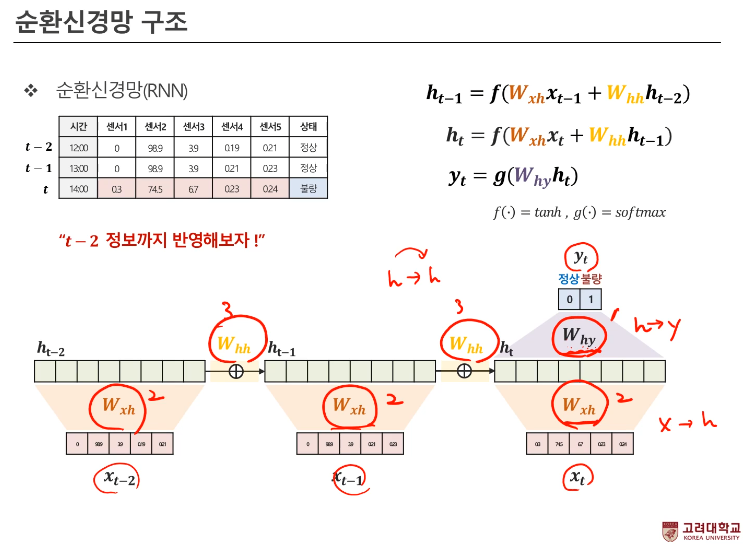 순환신경망 구조
❖ 순환신경망(RNN)
시간 센서1 센서2 센서3 센서4 센서5 상태
t − 2 12:00 0 98.9 3.9 0.19 0.21 정상
t − 1 13:00 0 98.9 3.9 0.21 0.23 정상
t 14:00 0.3 74.5 6.7 0.23 0.24 불량
“t − 2 정보까지 반영해보자!”
h_{t−1} = f(W_{xh}x_{t−1} + W_{hh}h_{t−2})
h_t = f(W_{xh}x_t + W_{hh}h_{t−1})
y_t = g(W_{hy}h_t)
f(·) = tanh , g(·) = softmax
h → h
y_t
정상 불량
0 1
3 3 1
W_{hh} W_{hh} W_{hy} h → y
h_{t−2} h_{t−1} h_t
W_{xh} 2 W_{xh} 2 W_{xh} 2
x → h
0 98.9 3.9 0.19 0.21 0 98.9 3.9 0.21 0.23 0.3 74.5 6.7 0.23 0.24
x_{t−2} x_{t−1} x_t
고려대학교
KOREA UNIVERSITY